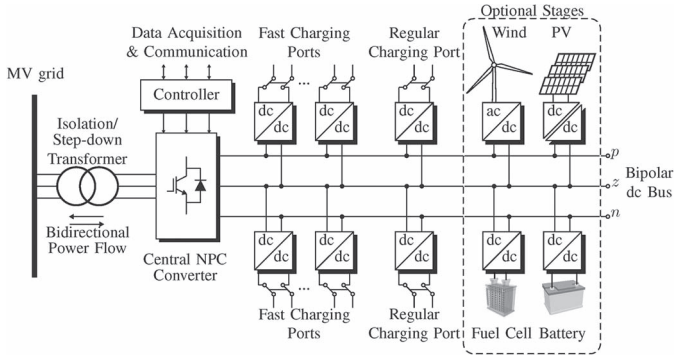 Optional Stages
Data Acquisition
& Communication
Fast Charging
Ports
Regular
Charging Port
Wind
PV
MV grid
Controller
...
Isolation/
Step-down
Transformer
dc
dc
dc
dc
dc
dc
ac
dc
dc
dc
p
z
n
Bipolar
dc Bus
Bidirectional
Power Flow
Central NPC
Converter
dc
dc
dc
dc
dc
dc
dc
dc
dc
dc
...
Fast Charging
Ports
Regular
Charging Port
Fuel Cell
Battery